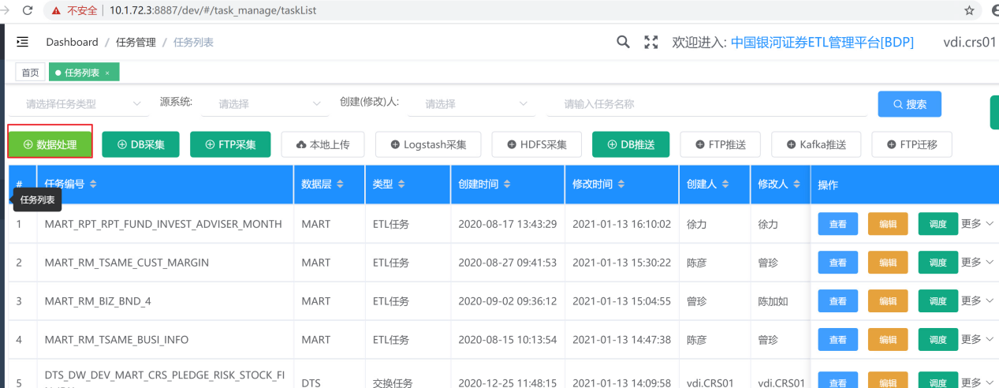 不安全 | 10.1.72.3:8887/dev/#/task_manage/taskList
Dashboard / 任务管理 / 任务列表 欢迎进入: 中国银河证券ETL管理平台[BDP] vdi.crs01
首页 任务列表 ×
请选择任务类型 源系统: 请选择 创建(修改)人: 请选择 请输入任务名称 搜索
数据处理 DB采集 FTP采集 本地上传 Logstash采集 HDFS采集 DB推送 FTP推送 Kafka推送 FTP迁移
# 任务编号 数据层 类型 创建时间 修改时间 创建人 修改人 操作
任务列表
1 MART_RPT_RPT_FUND_INVEST_ADVISER_MONTH MART ETL任务 2020-08-17 13:43:29 2021-01-13 16:10:02 徐力 徐力 查看 编辑 调度 更多
2 MART_RM_TSAME_CUST_MARGIN MART ETL任务 2020-08-27 09:41:53 2021-01-13 15:30:22 陈彦 曾珍 查看 编辑 调度 更多
3 MART_RM_BIZ_BND_4 MART ETL任务 2020-09-02 09:36:12 2021-01-13 15:04:55 曾珍 陈加如 查看 编辑 调度 更多
4 MART_RM_TSAME_BUSI_INFO MART ETL任务 2020-08-15 10:13:54 2021-01-13 14:47:38 陈彦 曾珍 查看 编辑 调度 更多
DTS_DW_DEV_MART_CRS_PLEDGE_RISK_STOCK_FI
5 DTS 交换任务 2020-12-25 11:48:15 2021-01-13 14:09:58 vdi.CRS01 vdi.CRS01 查看 编辑 调度 更多